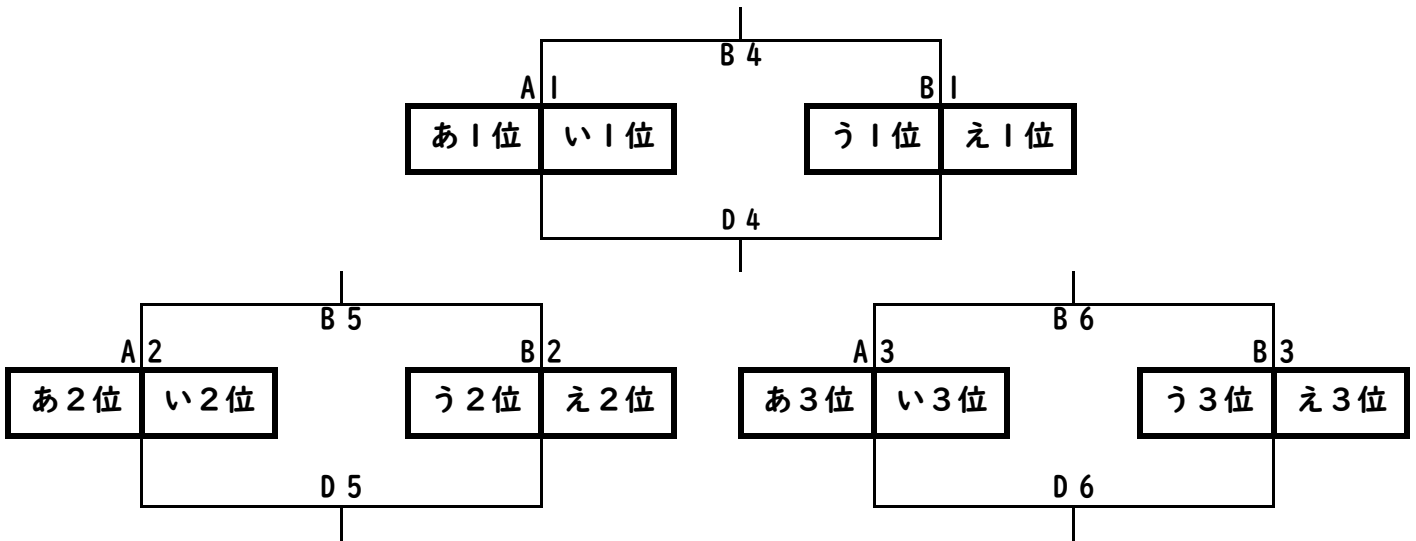 B 4
A 1 B 1
あ1位 い1位 う1位 え1位
D 4
B 5 B 6
A 2 B 2 A 3 B 3
あ2位 い2位 う2位 え2位 あ3位 い3位 う3位 え3位
D 5 D 6